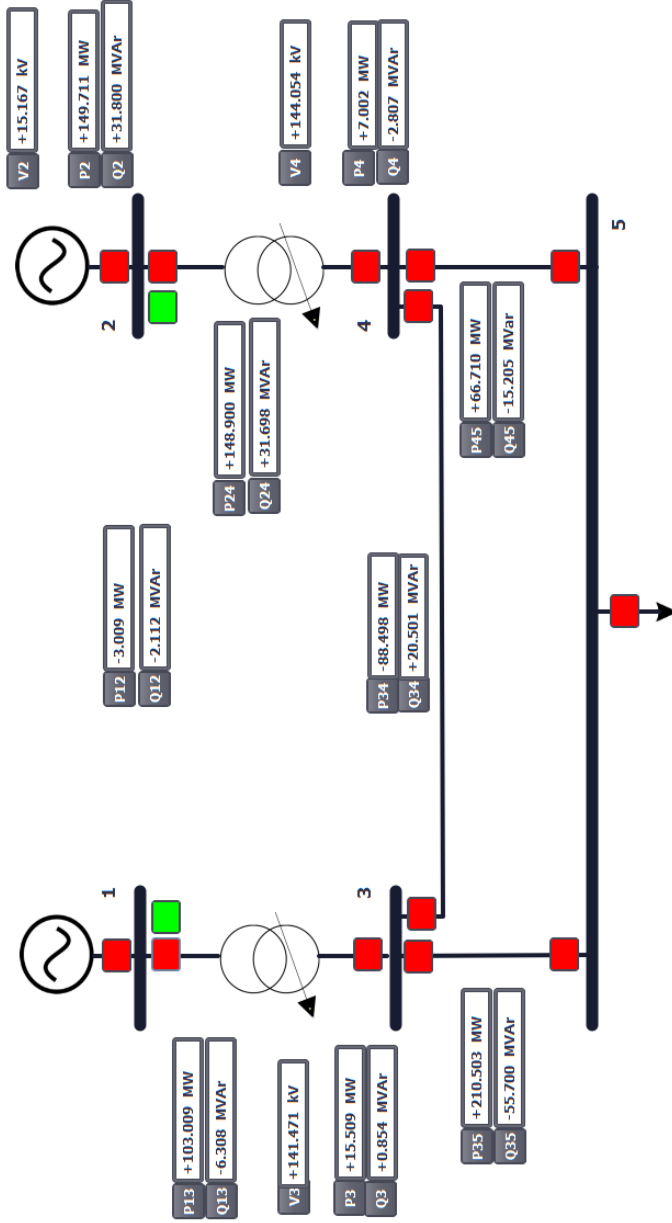 1
2
3
4
5
V2 +15.167 kV
P2 +149.711 MW
Q2 +31.800 MVAr
P12 -3.009 MW
Q12 -2.112 MVAr
P13 +103.009 MW
Q13 -6.308 MVAr
P24 +148.900 MW
Q24 +31.698 MVAr
V3 +141.471 kV
V4 +144.054 kV
P3 +15.509 MW
Q3 +0.854 MVAr
P34 -88.498 MW
Q34 +20.501 MVAr
P4 +7.002 MW
Q4 -2.807 MVAr
P35 +210.503 MW
Q35 -55.700 MVAr
P45 +66.710 MW
Q45 -15.205 MVar